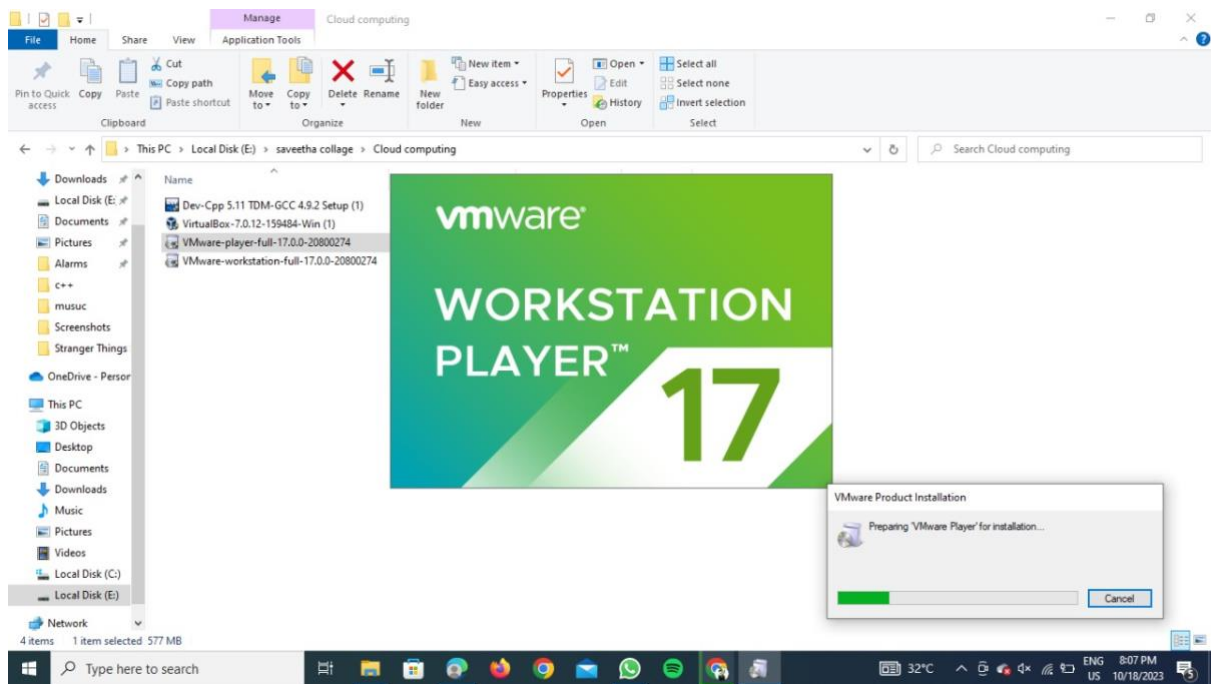 Manage
Cloud computing
File Home Share View Application Tools
Pin to Quick access
Copy
Paste
Cut
Copy path
Paste shortcut
Clipboard
Move to
Copy to
Delete
Rename
Organize
New folder
New item
Easy access
New
Properties
Open
Edit
History
Open
Select all
Select none
Invert selection
Select
This PC > Local Disk (E:) > saveetha collage > Cloud computing
Search Cloud computing
Downloads
Local Disk (E:
Documents
Pictures
Alarms
c++
musuc
Screenshots
Stranger Things
OneDrive - Person
This PC
3D Objects
Desktop
Documents
Downloads
Music
Pictures
Videos
Local Disk (C:)
Local Disk (E:)
Network
Name
Dev-Cpp 5.11 TDM-GCC 4.9.2 Setup (1)
VirtualBox-7.0.12-159484-Win (1)
VMware-player-full-17.0.0-20800274
VMware-workstation-full-17.0.0-20800274
vmware®
WORKSTATION
PLAYER™
17
VMware Product Installation
Preparing 'VMware Player' for installation...
Cancel
4 items 1 item selected 577 MB
Type here to search
32°C
ENG
US
8:07 PM
10/18/2023
5